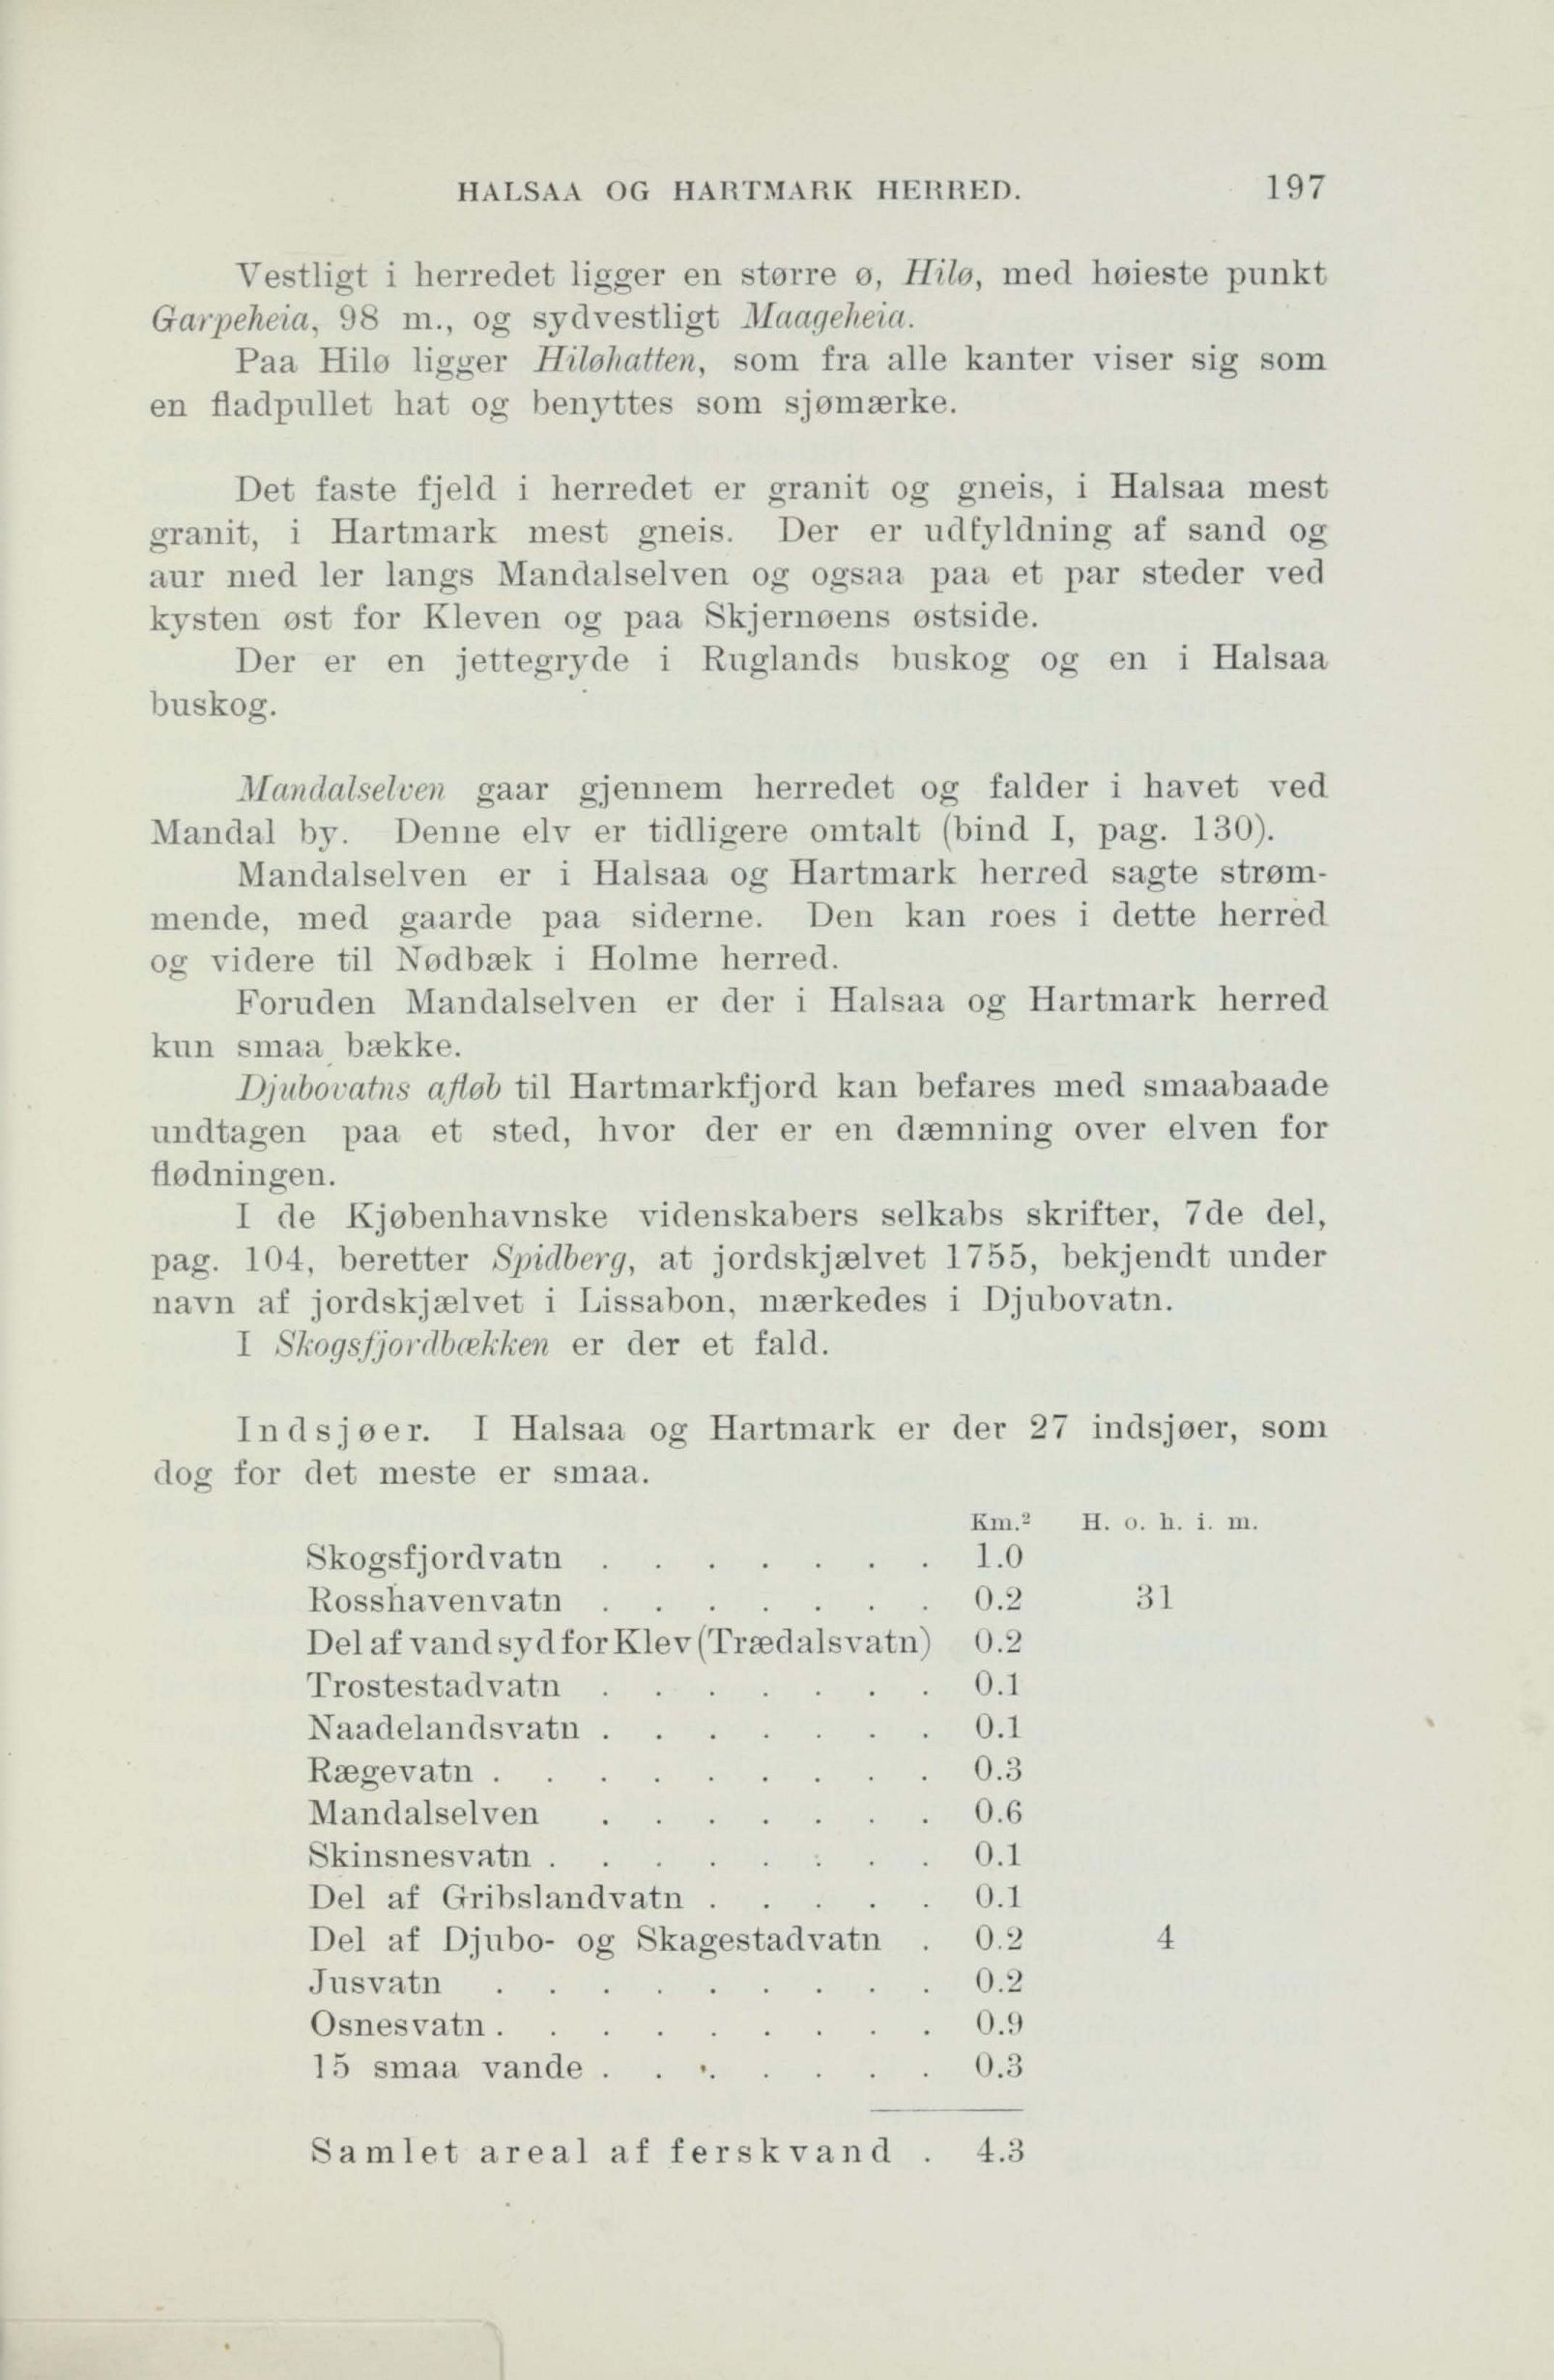 HALSAA OG HARTMARK HERRED. 197
Vestligt i herredet ligger en større ø, Hilø, med høieste punkt
Garpeheia, 98 m., og sydvestligt Maageheia.
Paa Hilø ligger Hiløhatten, som fra alle kanter viser sig som
en fladpullet hat og benyttes som sjømærke.
Det faste fjeld i herredet er granit og gneis, i Halsaa mest
granit, i Hartmark mest gneis. Der er udfyldning af sand og
aur med ler langs Mandalselven og ogsaa paa et par steder ved
kysten øst for Kleven og paa Skjernøens østside.
Der er en jettegryde i Ruglands buskog og en i Halsaa
buskog.
Mandalselven gaar gjennem herredet og falder i havet ved
Mandal by. Denne elv er tidligere omtalt (bind I, pag. 130).
Mandalselven er i Halsaa og Hartmark herred sagte strøm-
mende, med gaarde paa siderne. Den kan roes i dette herred
og videre til Nødbæk i Holme herred.
Foruden Mandalselven er der i Halsaa og Hartmark herred
kun smaa bække.
Djubovatns afløb til Hartmarkfjord kan befares med smaabaade
undtagen paa et sted, hvor der er en dæmning over elven for
flødningen.
I de Kjøbenhavnske videnskabers selkabs skrifter, 7de del,
pag. 104, beretter Spidberg, at jordskjælvet 1755, bekjendt under
navn af jordskjælvet i Lissabon, mærkedes i Djubovatn.
I Skogsfjordbækken er der et fald.
Indsjøer. I Halsaa og Hartmark er der 27 indsjøer, som
dog for det meste er smaa.
Km.² H. o. h. i. m.
Skogsfjordvatn . . . . . . . 1.0
Rosshavenvatn . . . . . . . 0.2 31
Del af vand syd for Klev (Trædalsvatn) 0.2
Trostestadvatn . . . . . . . 0.1
Naadelandsvatn . . . . . . . 0.1
Rægevatn . . . . . . . . . 0.3
Mandalselven . . . . . . . 0.6
Skinsnesvatn . . . . . . . . 0.1
Del af Gribslandvatn . . . . . 0.1
Del af Djubo- og Skagestadvatn . 0.2 4
Jusvatn . . . . . . . . . 0.2
Osnesvatn . . . . . . . . . 0.9
15 smaa vande . . . . . . . 0.3
Samlet areal af ferskvand . 4.3